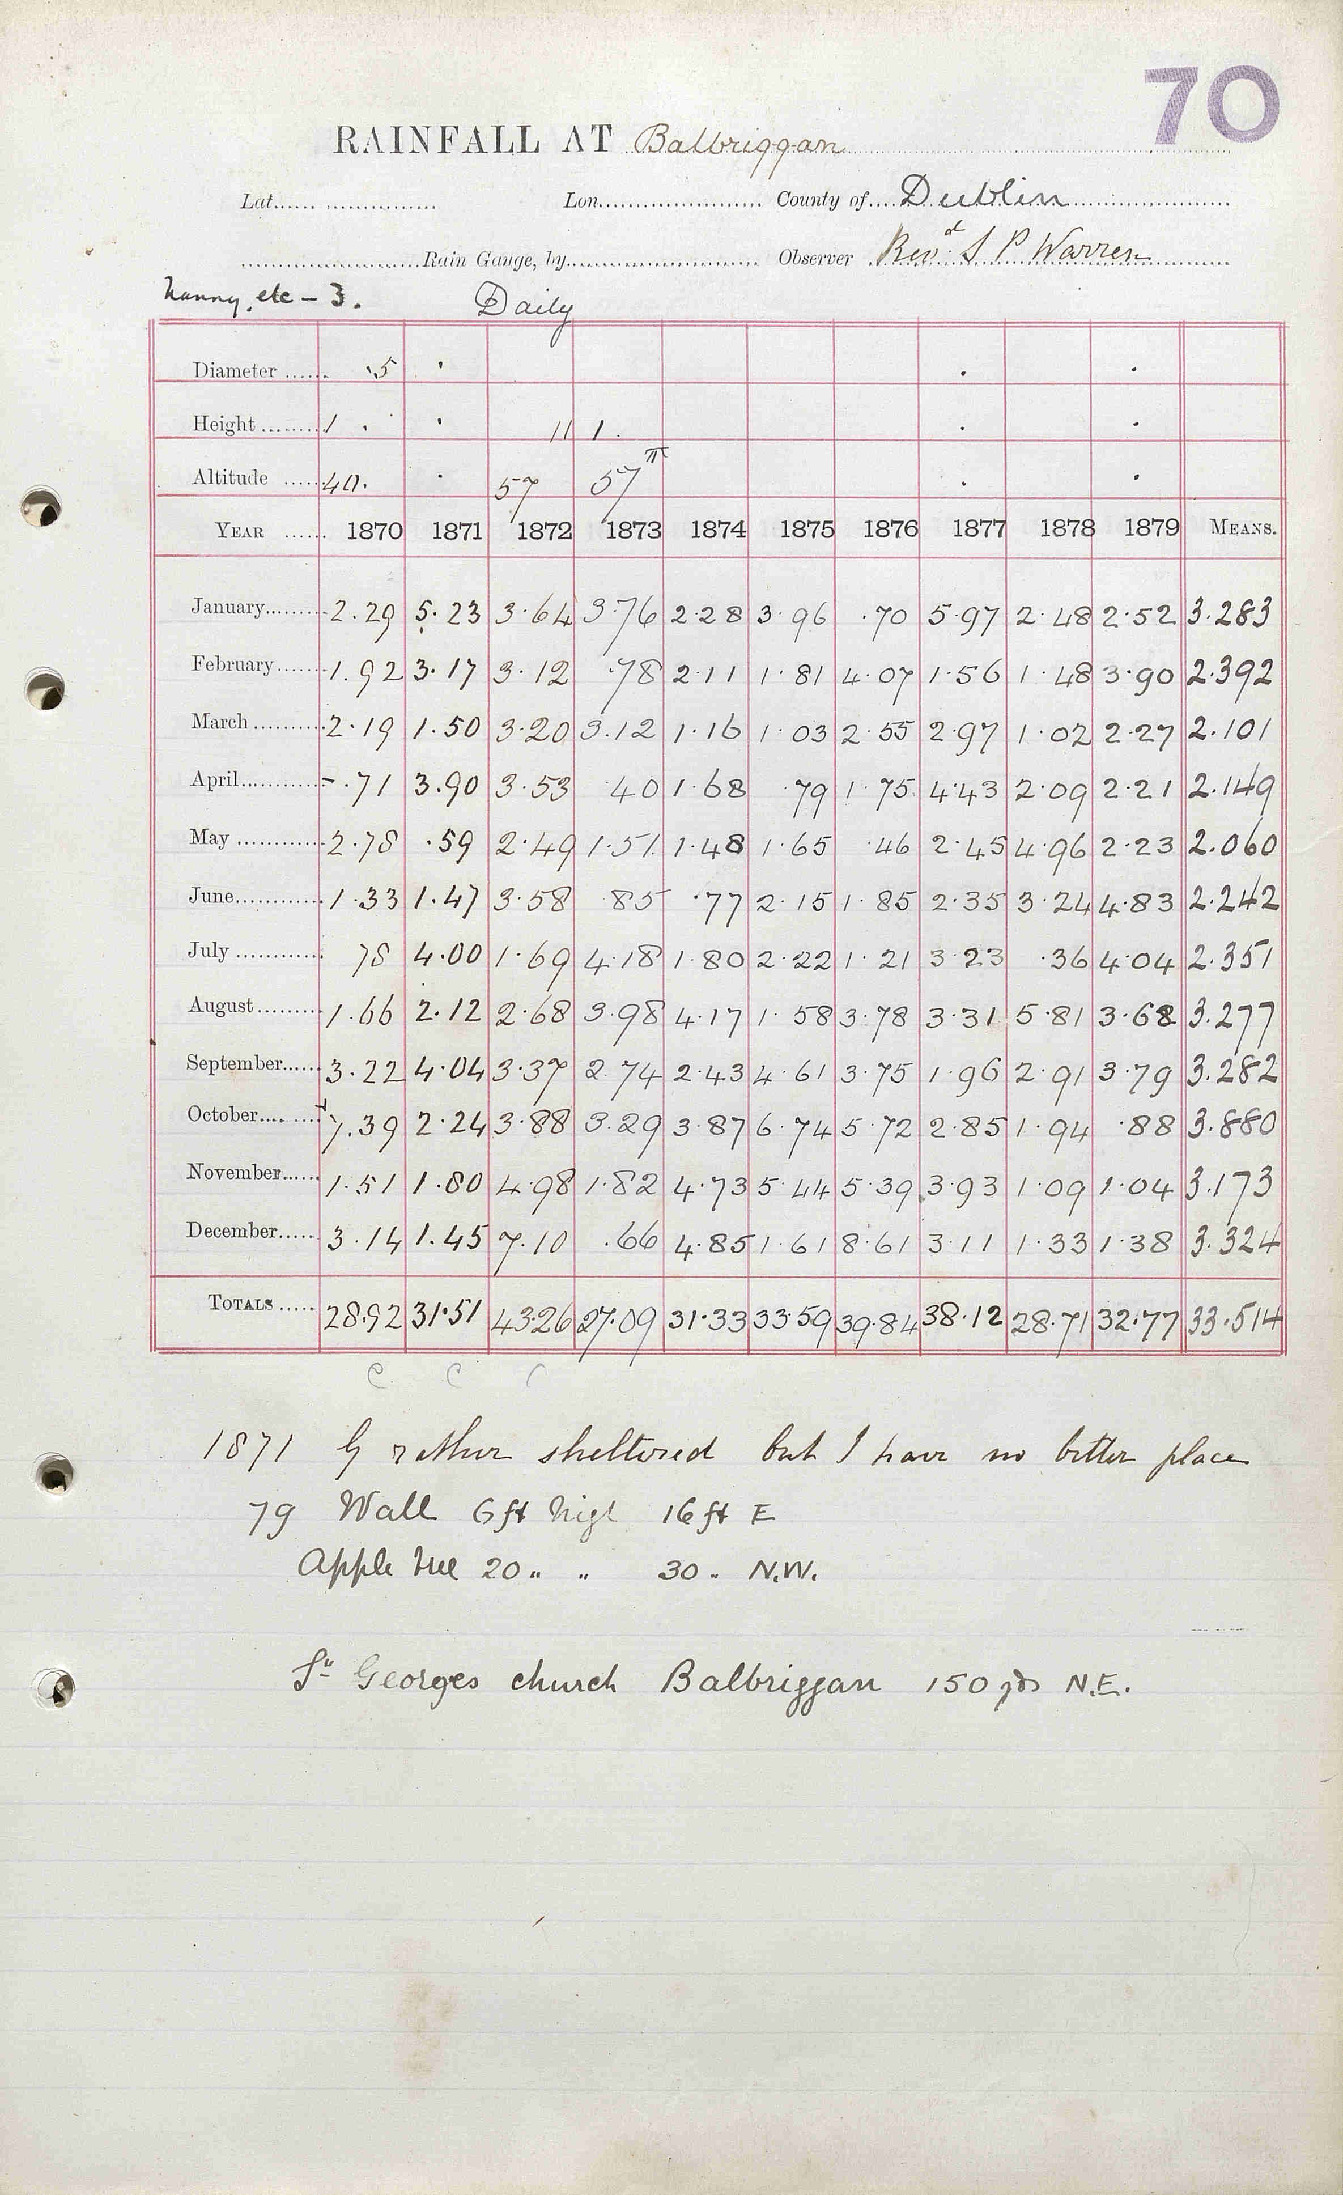 70
RAINFALL AT Balbriggan
Lat. Lon. County of Dublin
Rain Gauge, by Observer Revd S P Warren
Nanny, etc - 3. Daily
Diameter .5
Height 1 . 11 1.
Altitude 40. 57 57
YEAR 1870 1871 1872 1873 1874 1875 1876 1877 1878 1879 MEANS.
January 2.29 5.23 3.64 3.76 2.28 3.96 .70 5.97 2.48 2.52 3.283
February 1.92 3.17 3.12 .78 2.11 1.81 4.07 1.56 1.48 3.90 2.392
March 2.19 1.50 3.20 3.12 1.16 1.03 2.55 2.97 1.02 2.27 2.101
April -.71 3.90 3.53 40 1.68 .79 1.75 4.43 2.09 2.21 2.149
May 2.78 .59 2.49 1.51 1.48 1.65 .46 2.45 4.96 2.23 2.060
June 1.33 1.47 3.58 .85 .77 2.15 1.85 2.35 3.24 4.83 2.242
July 78 4.00 1.69 4.18 1.80 2.22 1.21 3.23 .36 4.04 2.351
August 1.66 2.12 2.68 3.98 4.17 1.58 3.78 3.31 5.81 3.68 3.277
September 3.22 4.04 3.37 2.74 2.43 4.61 3.75 1.96 2.91 3.79 3.282
October 7.39 2.24 3.88 3.29 3.87 6.74 5.72 2.85 1.94 .88 3.880
November 1.51 1.80 4.98 1.82 4.73 5.44 5.39 3.93 1.09 1.04 3.173
December 3.14 1.45 7.10 .66 4.85 1.61 8.61 3.11 1.33 1.38 3.324
TOTALS 28.92 31.51 43.26 27.09 31.33 33.59 39.84 38.12 28.71 32.77 33.514
C C C
1871 G rather sheltered but I have no better place
79 Wall 6 ft high 16 ft E
Apple tree 20 " " 30 " N.W.
St Georges church Balbriggan 150 yds N.E.